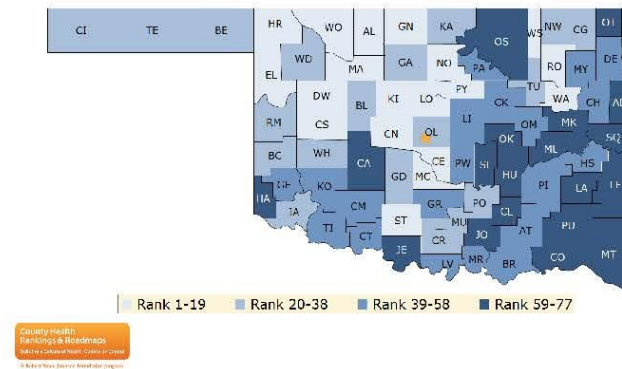 HR WO AL GN KA WS NW CG OT
CI TE BE OS
WD MA GA NO PA RO MY DE
EL PY TU WA
DW BL KI LO CK CH AD
RM CS CN OL LI OM MK
BC WH CA CE PW OK ML SQ
HA GE KO GD MC SE HU PI HS LA LF
JA CM ST GR PO CL PU
TI CT MU JO AT
JE CR LV MR BR CO MT
Rank 1-19 Rank 20-38 Rank 39-58 Rank 59-77
County Health
Rankings & Roadmaps